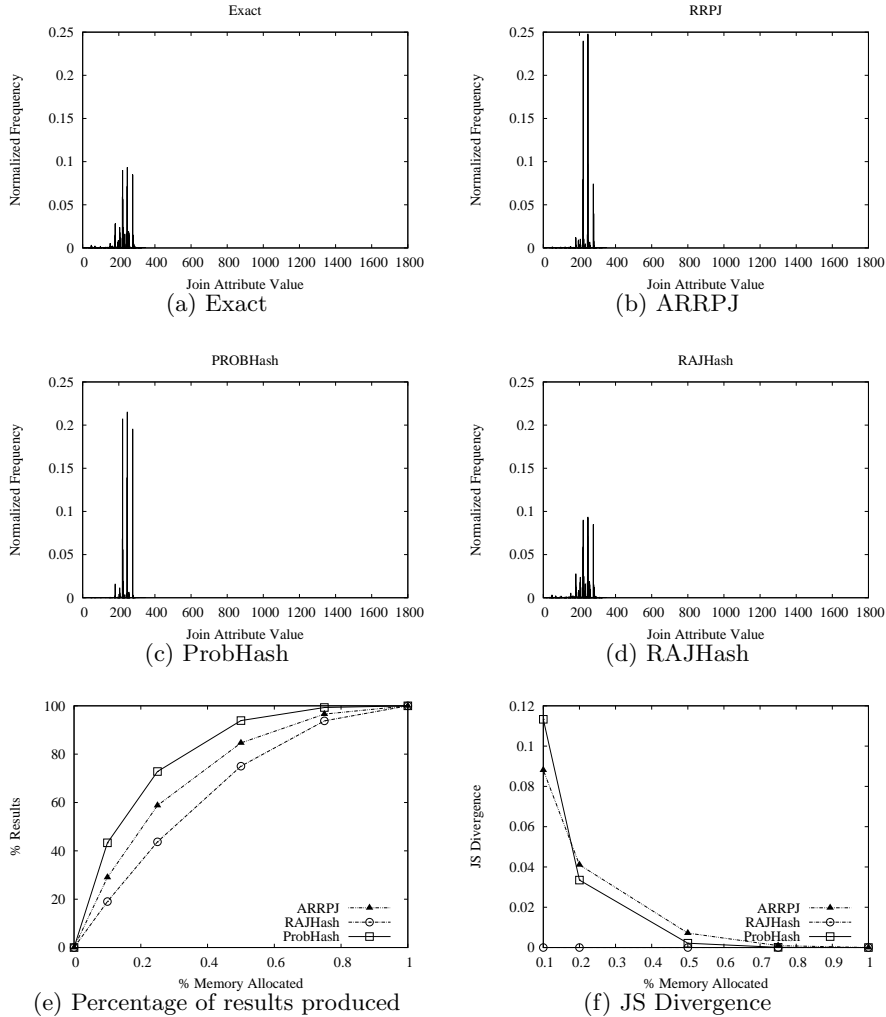 Exact
0.25
0.2
0.15
0.1
0.05
0
Normalized Frequency
0 200 400 600 800 1000 1200 1400 1600 1800
Join Attribute Value
(a) Exact
RRPJ
0.25
0.2
0.15
0.1
0.05
0
Normalized Frequency
0 200 400 600 800 1000 1200 1400 1600 1800
Join Attribute Value
(b) ARRPJ
PROBHash
0.25
0.2
0.15
0.1
0.05
0
Normalized Frequency
0 200 400 600 800 1000 1200 1400 1600 1800
Join Attribute Value
(c) ProbHash
RAJHash
0.25
0.2
0.15
0.1
0.05
0
Normalized Frequency
0 200 400 600 800 1000 1200 1400 1600 1800
Join Attribute Value
(d) RAJHash
100
80
60
40
20
0
% Results
ARRPJ
RAJHash
ProbHash
0 0.2 0.4 0.6 0.8 1
% Memory Allocated
(e) Percentage of results produced
0.12
0.1
0.08
0.06
0.04
0.02
0
JS Divergence
ARRPJ
RAJHash
ProbHash
0.1 0.2 0.3 0.4 0.5 0.6 0.7 0.8 0.9 1
% Memory Allocated
(f) JS Divergence